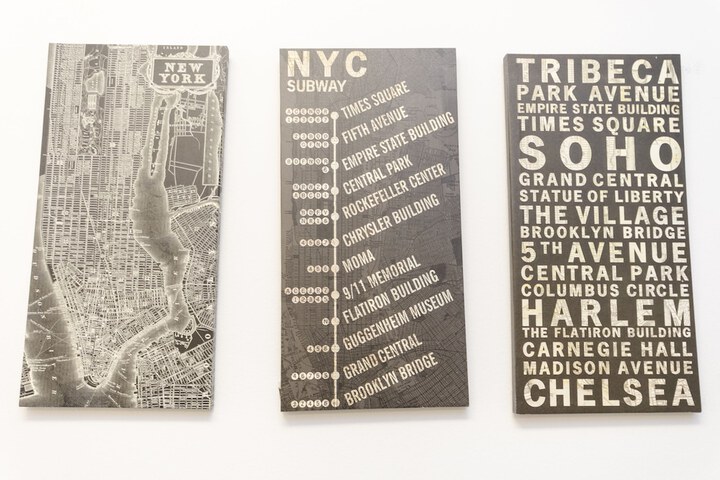 NEW
YORK
NYC
SUBWAY
TIMES SQUARE
FIFTH AVENUE
EMPIRE STATE BUILDING
CENTRAL PARK
ROCKEFELLER CENTER
CHRYSLER BUILDING
MOMA
9/11 MEMORIAL
FLATIRON BUILDING
GUGGENHEIM MUSEUM
GRAND CENTRAL
BROOKLYN BRIDGE
TRIBECA
PARK AVENUE
EMPIRE STATE BUILDING
TIMES SQUARE
SOHO
GRAND CENTRAL
STATUE OF LIBERTY
THE VILLAGE
BROOKLYN BRIDGE
5TH AVENUE
CENTRAL PARK
COLUMBUS CIRCLE
HARLEM
THE FLATIRON BUILDING
CARNEGIE HALL
MADISON AVENUE
CHELSEA